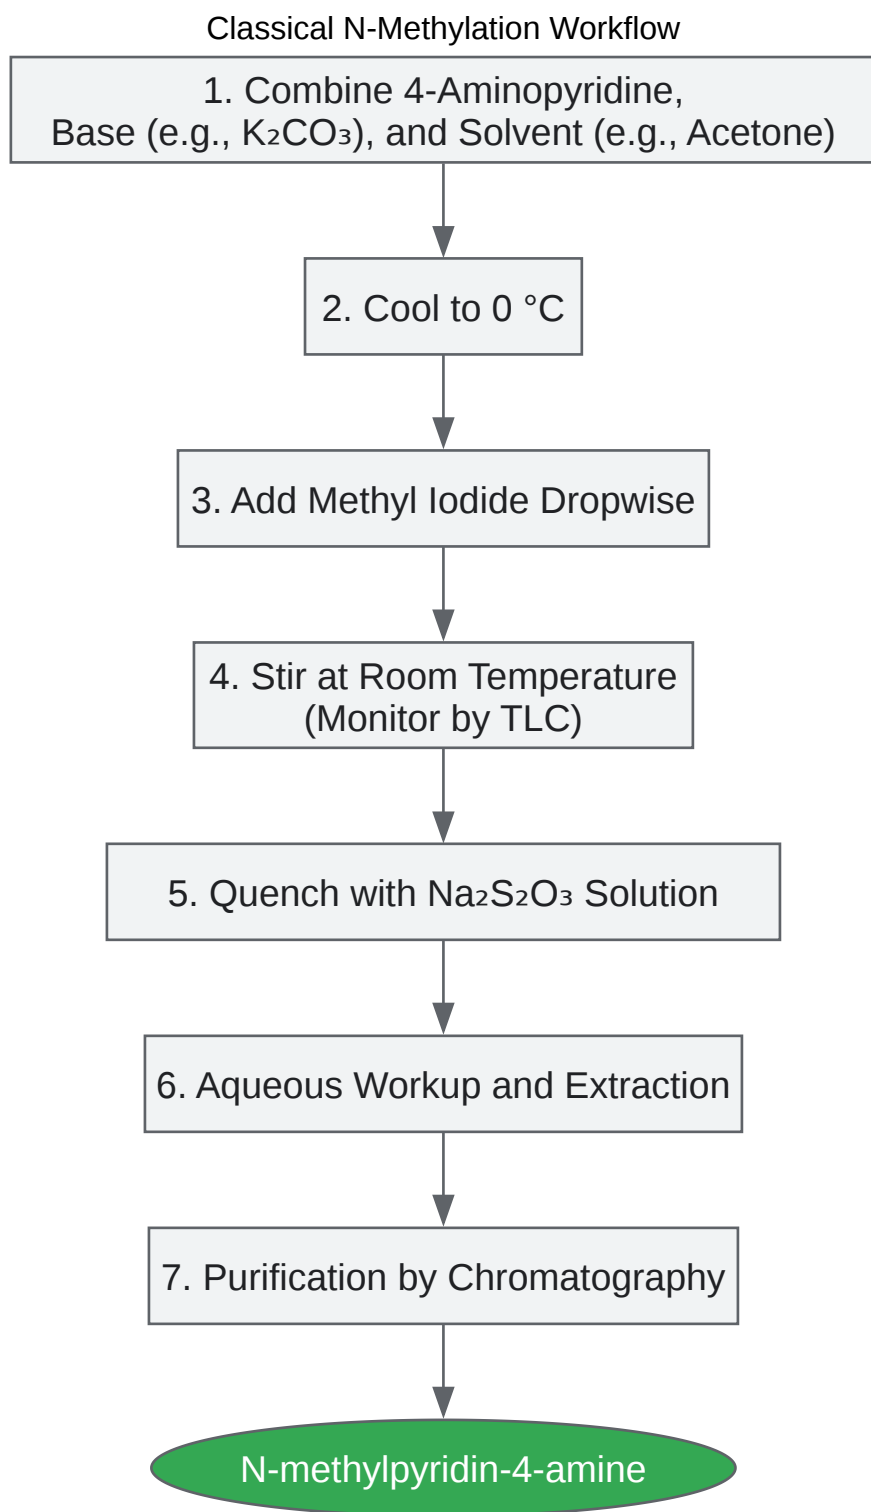 Classical N-Methylation Workflow
1. Combine 4-Aminopyridine,
Base (e.g., K₂CO₃), and Solvent (e.g., Acetone)
2. Cool to 0 °C
3. Add Methyl Iodide Dropwise
4. Stir at Room Temperature
(Monitor by TLC)
5. Quench with Na₂S₂O₃ Solution
6. Aqueous Workup and Extraction
7. Purification by Chromatography
N-methylpyridin-4-amine